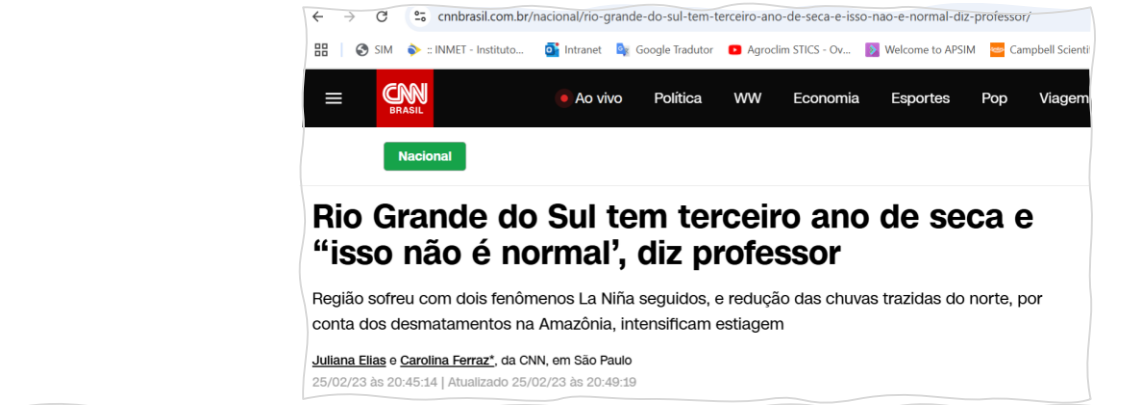 cnnbrasil.com.br/nacional/rio-grande-do-sul-tem-terceiro-ano-de-seca-e-isso-nao-e-normal-diz-professor/
SIM :: INMET - Instituto... Intranet Google Tradutor Agroclim STICS - Ov... Welcome to APSIM Campbell Scienti
CNN BRASIL Ao vivo Política WW Economia Esportes Pop Viagem
Nacional
Rio Grande do Sul tem terceiro ano de seca e
“isso não é normal’, diz professor
Região sofreu com dois fenômenos La Niña seguidos, e redução das chuvas trazidas do norte, por
conta dos desmatamentos na Amazônia, intensificam estiagem
Juliana Elias e Carolina Ferraz*, da CNN, em São Paulo
25/02/23 às 20:45:14 | Atualizado 25/02/23 às 20:49:19